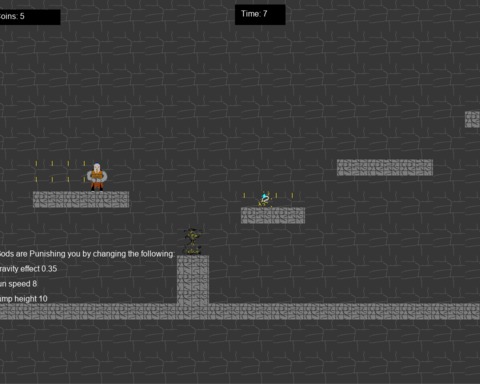 oins: 5
Time: 7
ods are Punishing you by changing the following:
ravity effect 0.35
un speed 8
ump height 10